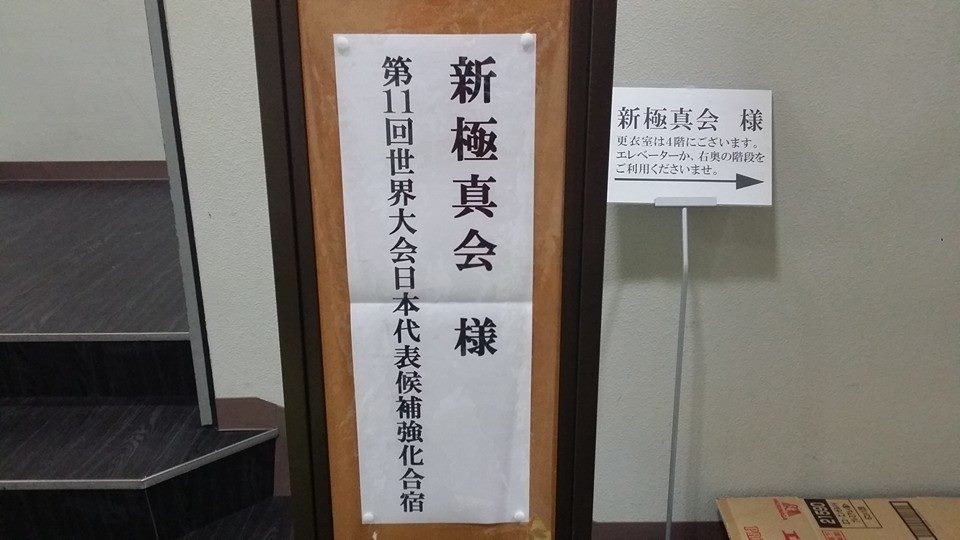 新極真会 様
第11回世界大会日本代表候補強化合宿
新極真会 様
更衣室は4階にございます。
エレベーターか、右奥の階段を
ご利用くださいませ。